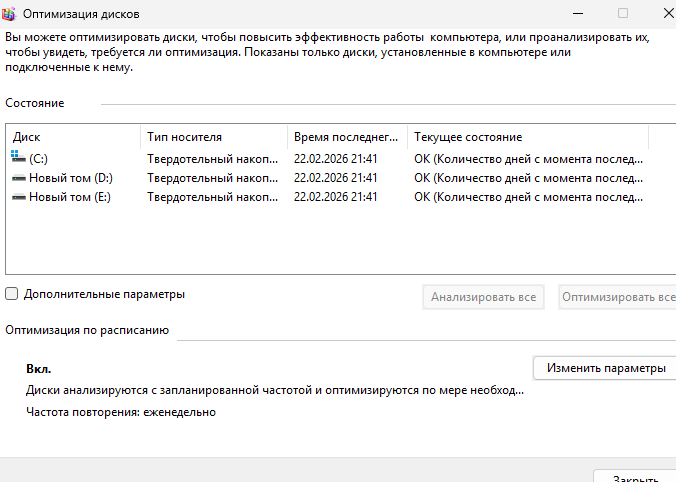 Оптимизация дисков
Вы можете оптимизировать диски, чтобы повысить эффективность работы  компьютера, или проанализировать их,
чтобы увидеть, требуется ли оптимизация. Показаны только диски, установленные в компьютере или
подключенные к нему.
Состояние
Диск Тип носителя Время последнег... Текущее состояние
(C:) Твердотельный накоп... 22.02.2026 21:41 ОК (Количество дней с момента послед...
Новый том (D:) Твердотельный накоп... 22.02.2026 21:41 ОК (Количество дней с момента послед...
Новый том (E:) Твердотельный накоп... 22.02.2026 21:41 ОК (Количество дней с момента послед...
Дополнительные параметры
Анализировать все Оптимизировать все
Оптимизация по расписанию
Вкл.
Изменить параметры
Диски анализируются с запланированной частотой и оптимизируются по мере необход...
Частота повторения: еженедельно
Закрыть